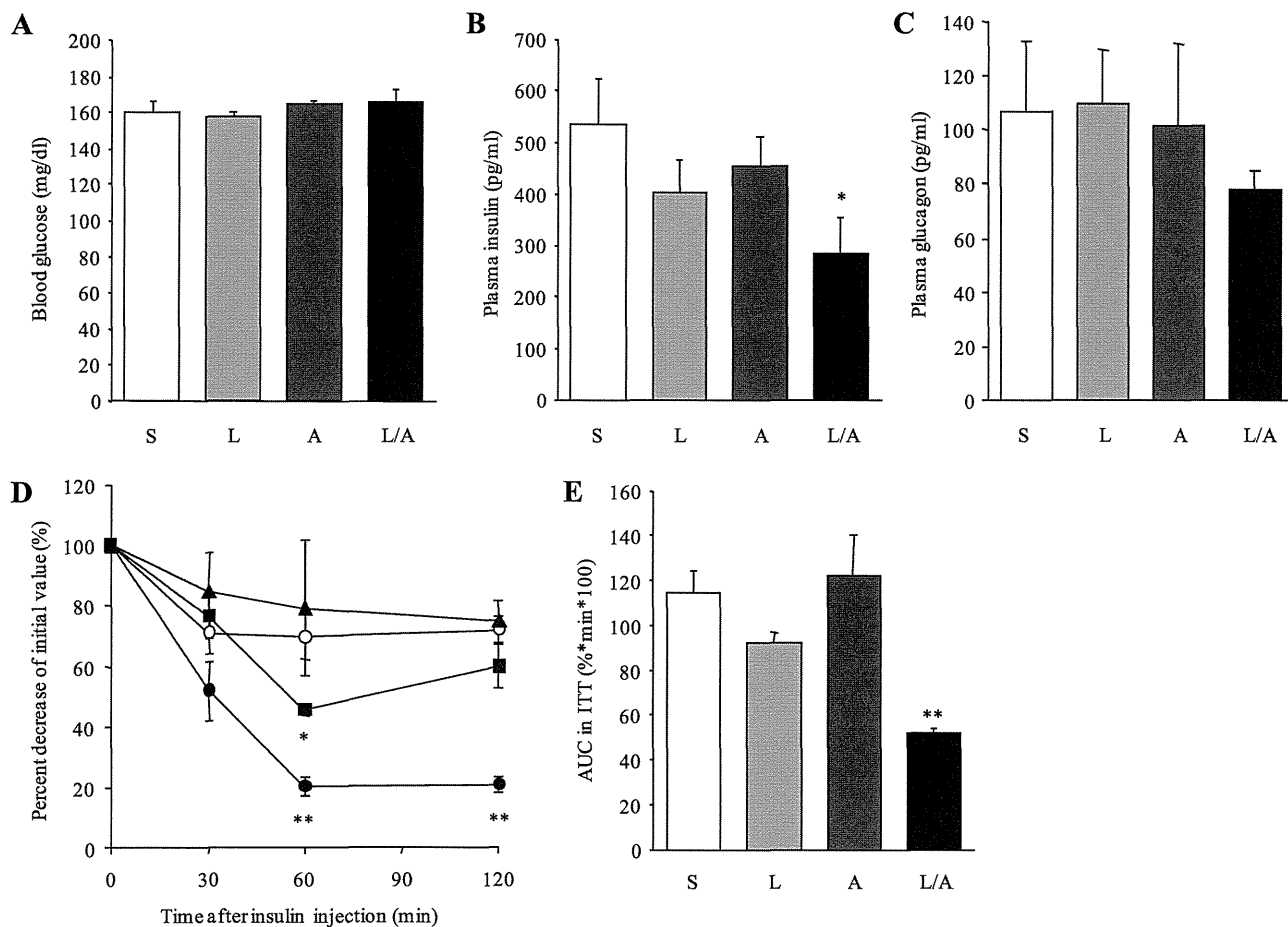 A
Blood glucose (mg/dl)
200
180
160
140
120
100
80
60
40
20
0
S L A L/A
B
Plasma insulin (pg/ml)
700
600
500
400
300
200
100
0
*
S L A L/A
C
Plasma glucagon (pg/ml)
140
120
100
80
60
40
20
0
S L A L/A
D
Percent decrease of initial value (%)
120
100
80
60
40
20
0
*
** **
0 30 60 90 120
Time after insulin injection (min)
E
AUC in ITT (%*min*100)
160
140
120
100
80
60
40
20
0
**
S L A L/A